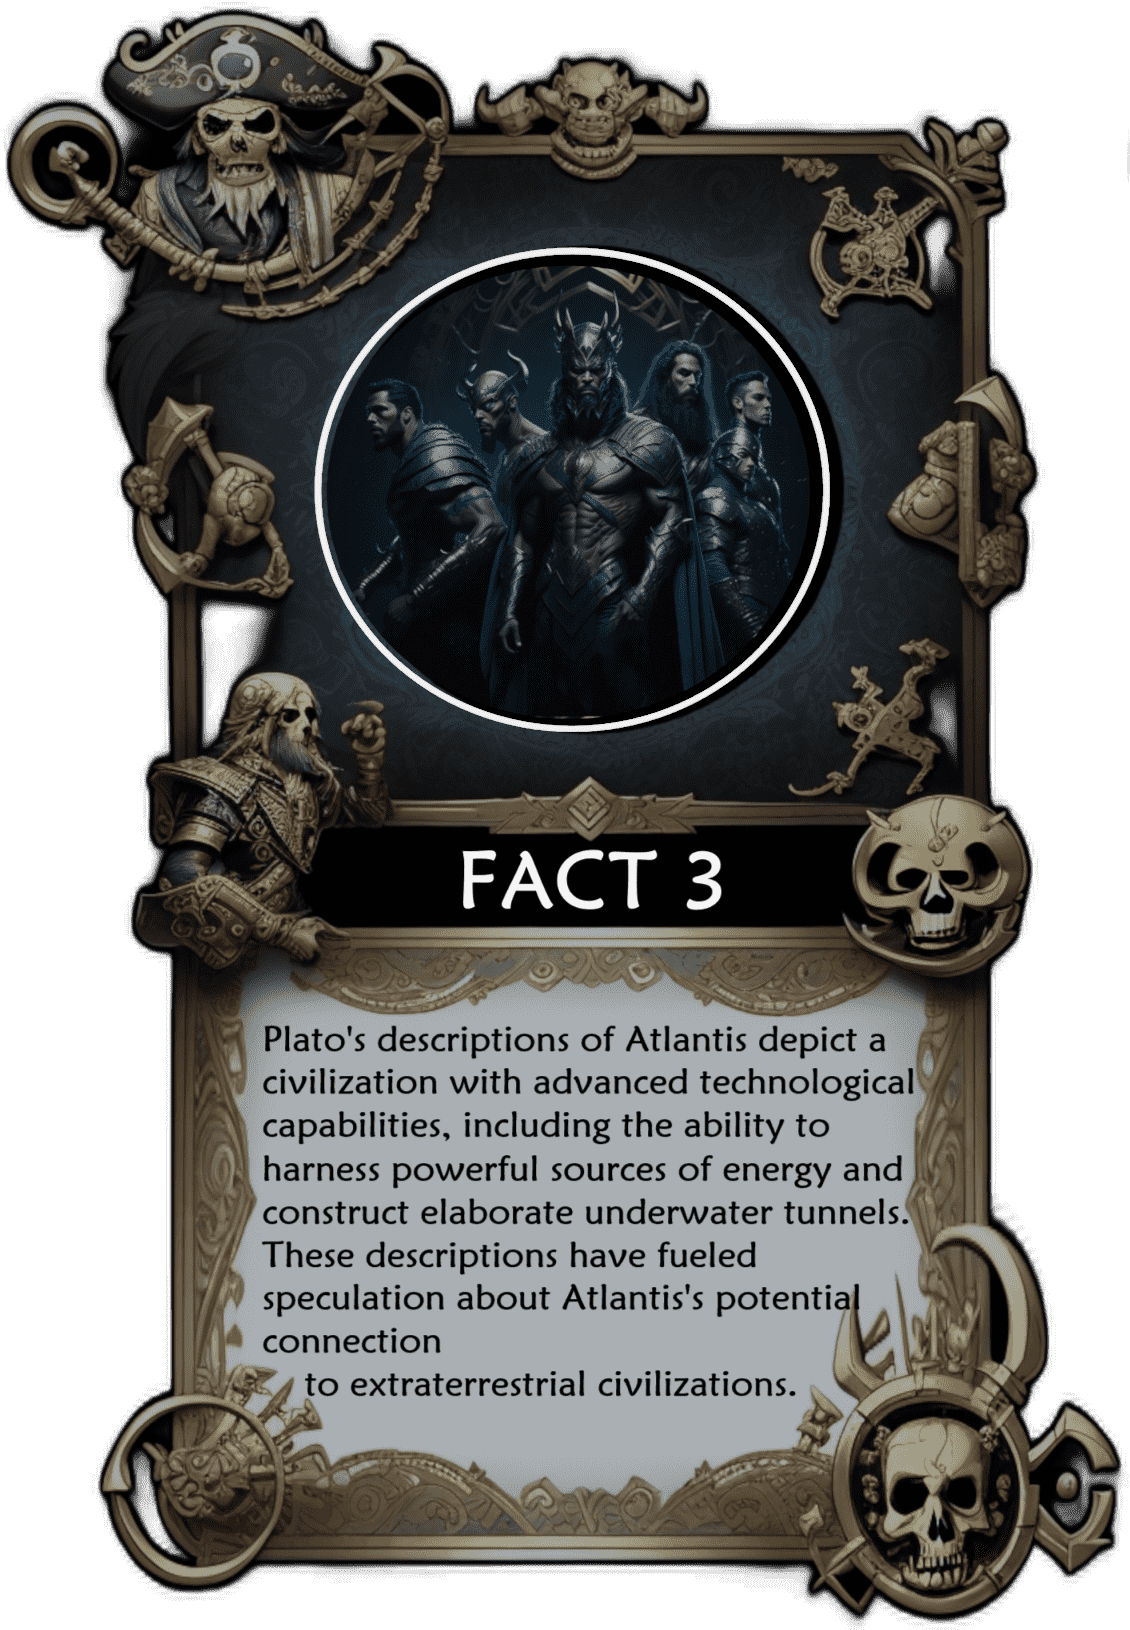 FACT 3
Plato's descriptions of Atlantis depict a
civilization with advanced technological
capabilities, including the ability to
harness powerful sources of energy and
construct elaborate underwater tunnels.
These descriptions have fueled
speculation about Atlantis's potential
connection
to extraterrestrial civilizations.